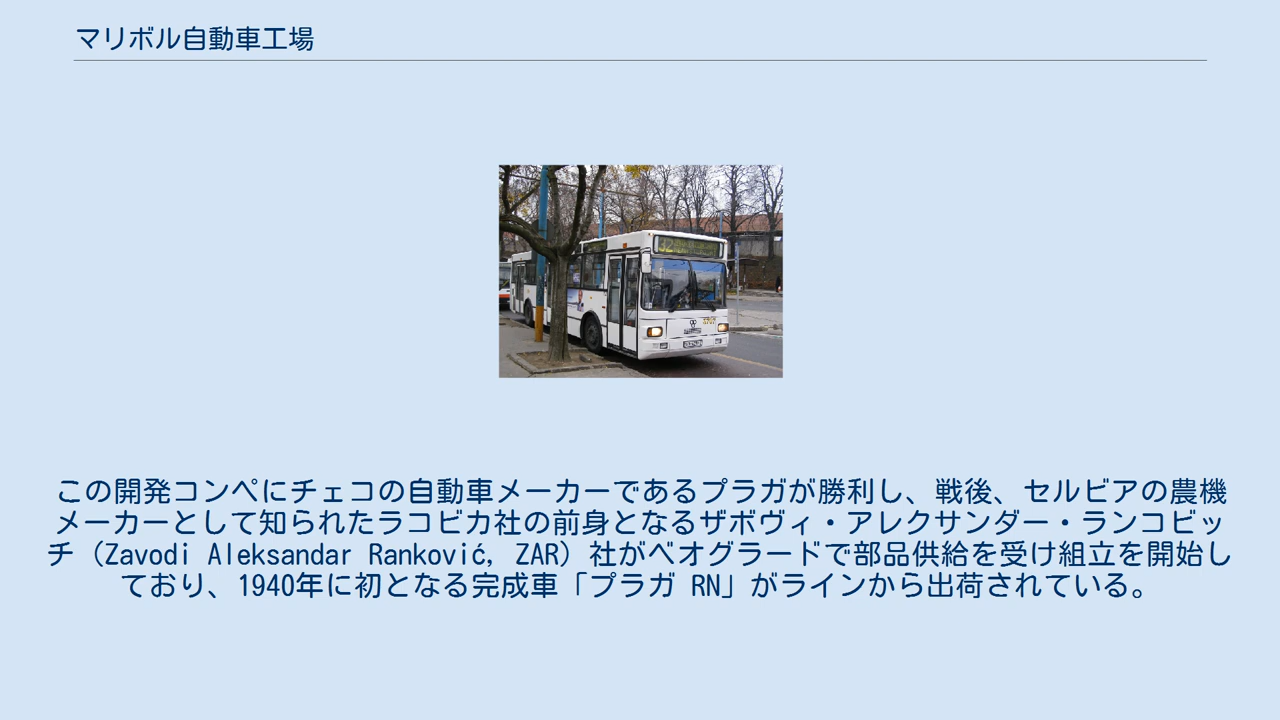 マリボル自動車工場
32
この開発コンペにチェコの自動車メーカーであるプラガが勝利し、戦後、セルビアの農機
メーカーとして知られたラコビカ社の前身となるザボヴィ・アレクサンダー・ランコビッ
チ（Zavodi Aleksandar Ranković, ZAR）社がベオグラードで部品供給を受け組立を開始し
ており、1940年に初となる完成車「プラガ RN」がラインから出荷されている。